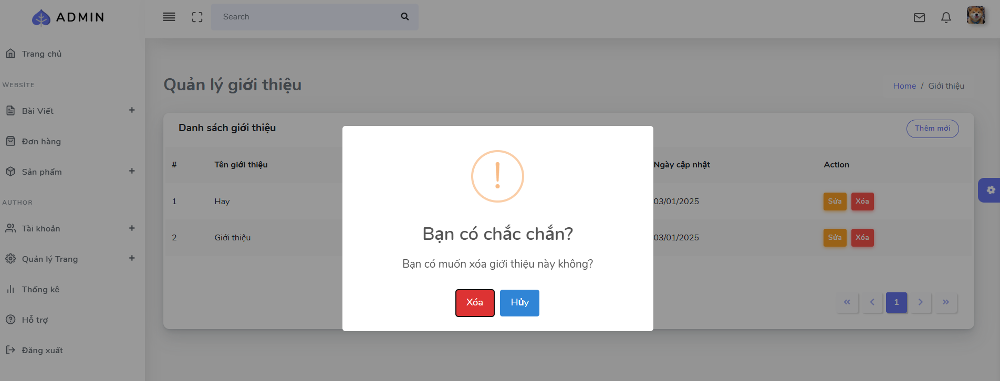 ADMIN
Search
Trang chủ
WEBSITE
Bài Viết
Đơn hàng
Sản phẩm
AUTHOR
Tài khoản
Quản lý Trang
Thống kê
Hỗ trợ
Đăng xuất
Quản lý giới thiệu
Home / Giới thiệu
Danh sách giới thiệu
Thêm mới
# Tên giới thiệu Ngày cập nhật Action
1 Hay 03/01/2025 Sửa Xóa
2 Giới thiệu 03/01/2025 Sửa Xóa
!
Bạn có chắc chắn?
Bạn có muốn xóa giới thiệu này không?
Xóa Hủy
« ‹ 1 › »